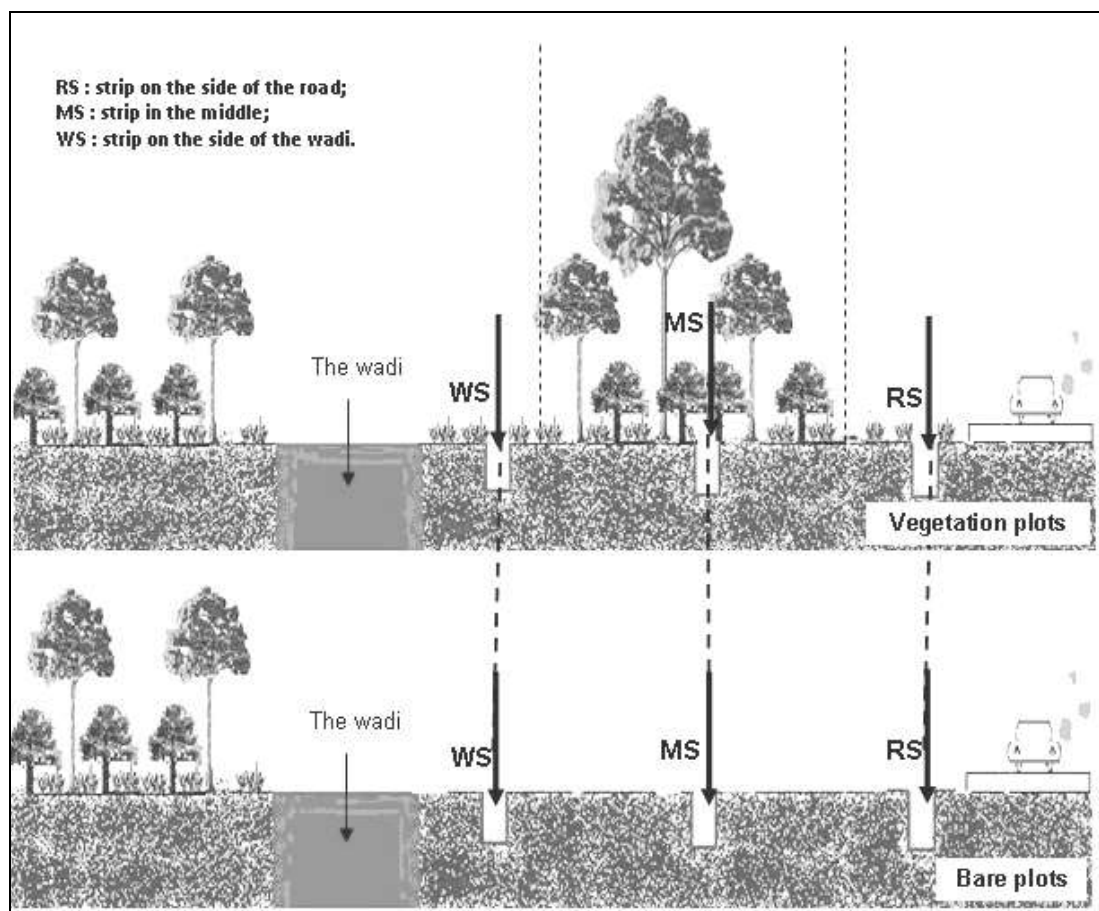 RS : strip on the side of the road;
MS : strip in the middle;
WS : strip on the side of the wadi.
The wadi
WS
MS
RS
Vegetation plots
The wadi
WS
MS
RS
Bare plots